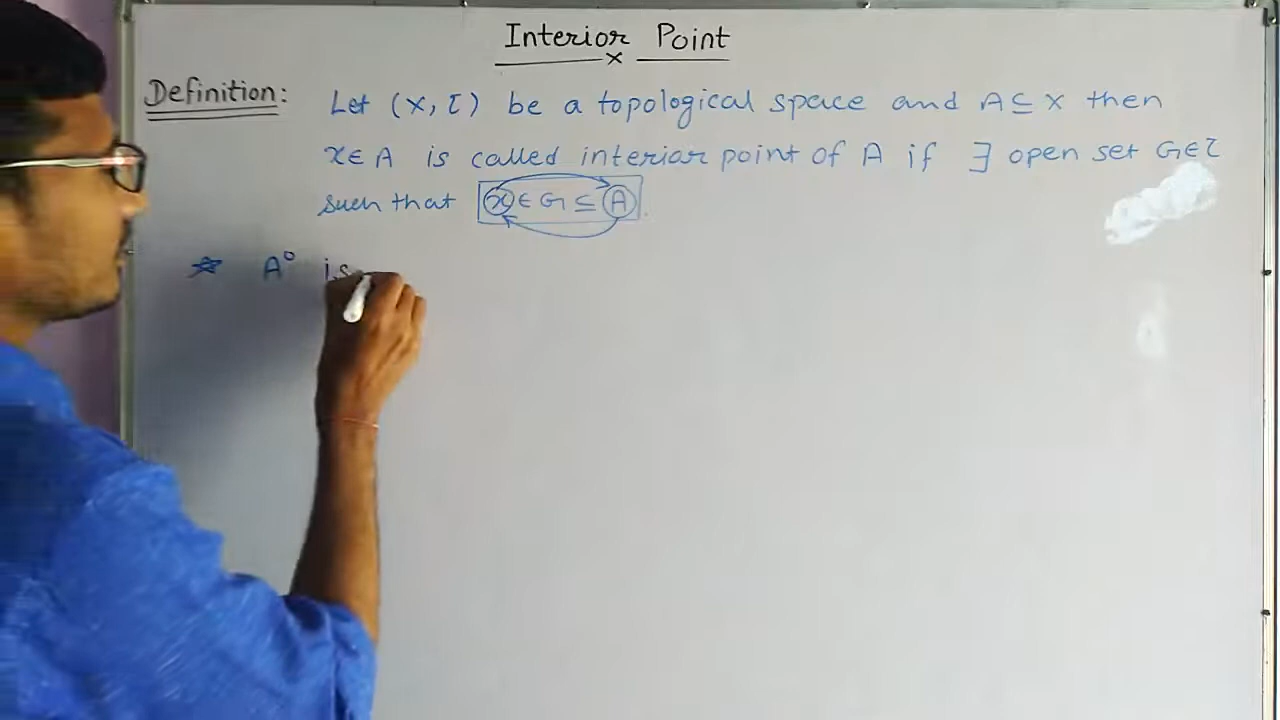 Interior Point
x
Definition: Let (X, τ) be a topological space and A ⊆ X then
x ∈ A is called interior point of A if ∃ open set G ∈ τ
such that x ∈ G ⊆ A.
☆ A° is